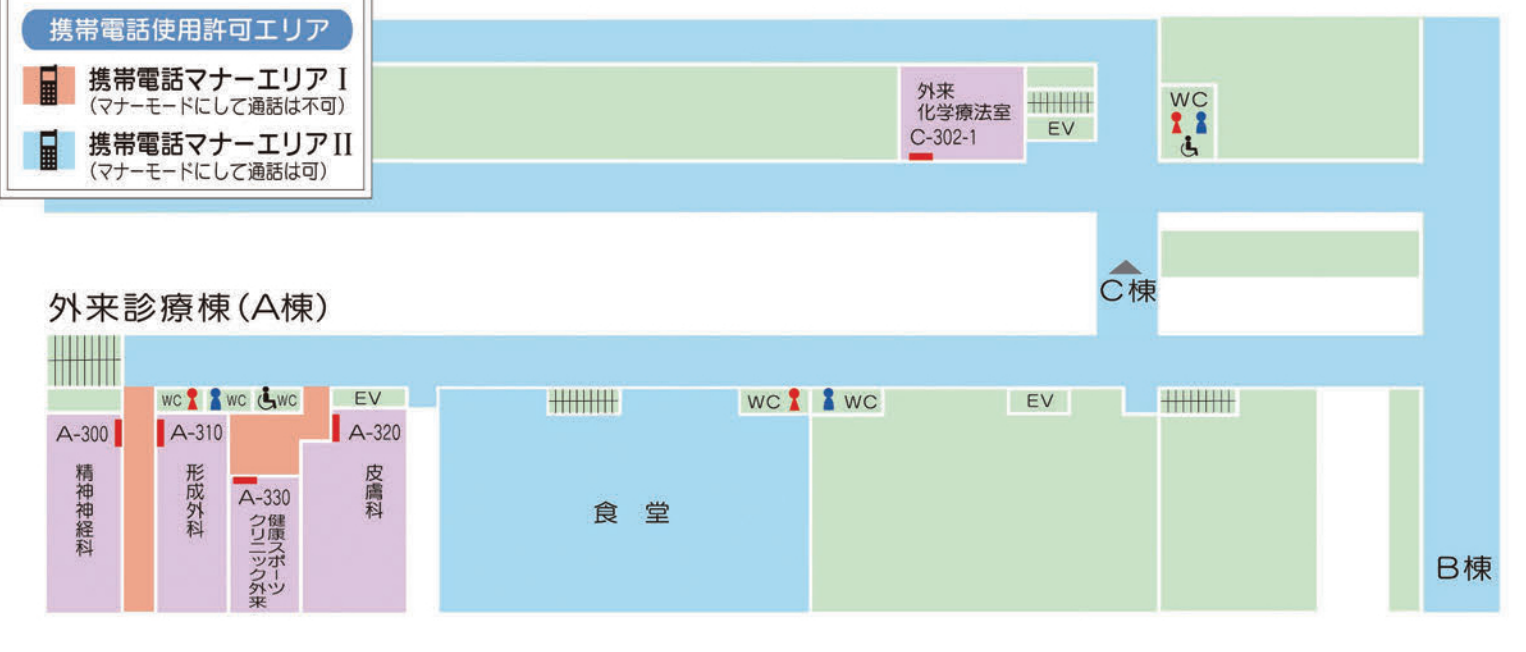 携帯電話使用許可エリア
携帯電話マナーエリアⅠ
(マナーモードにして通話は不可)
携帯電話マナーエリアⅡ
(マナーモードにして通話は可)
外来
化学療法室
C-302-1
EV
WC
C棟
外来診療棟(A棟)
WC
WC
WC
EV
WC
WC
EV
A-300
精神神経科
A-310
形成外科
A-330
健康スポーツ
クリニック外来
A-320
皮膚科
食堂
B棟